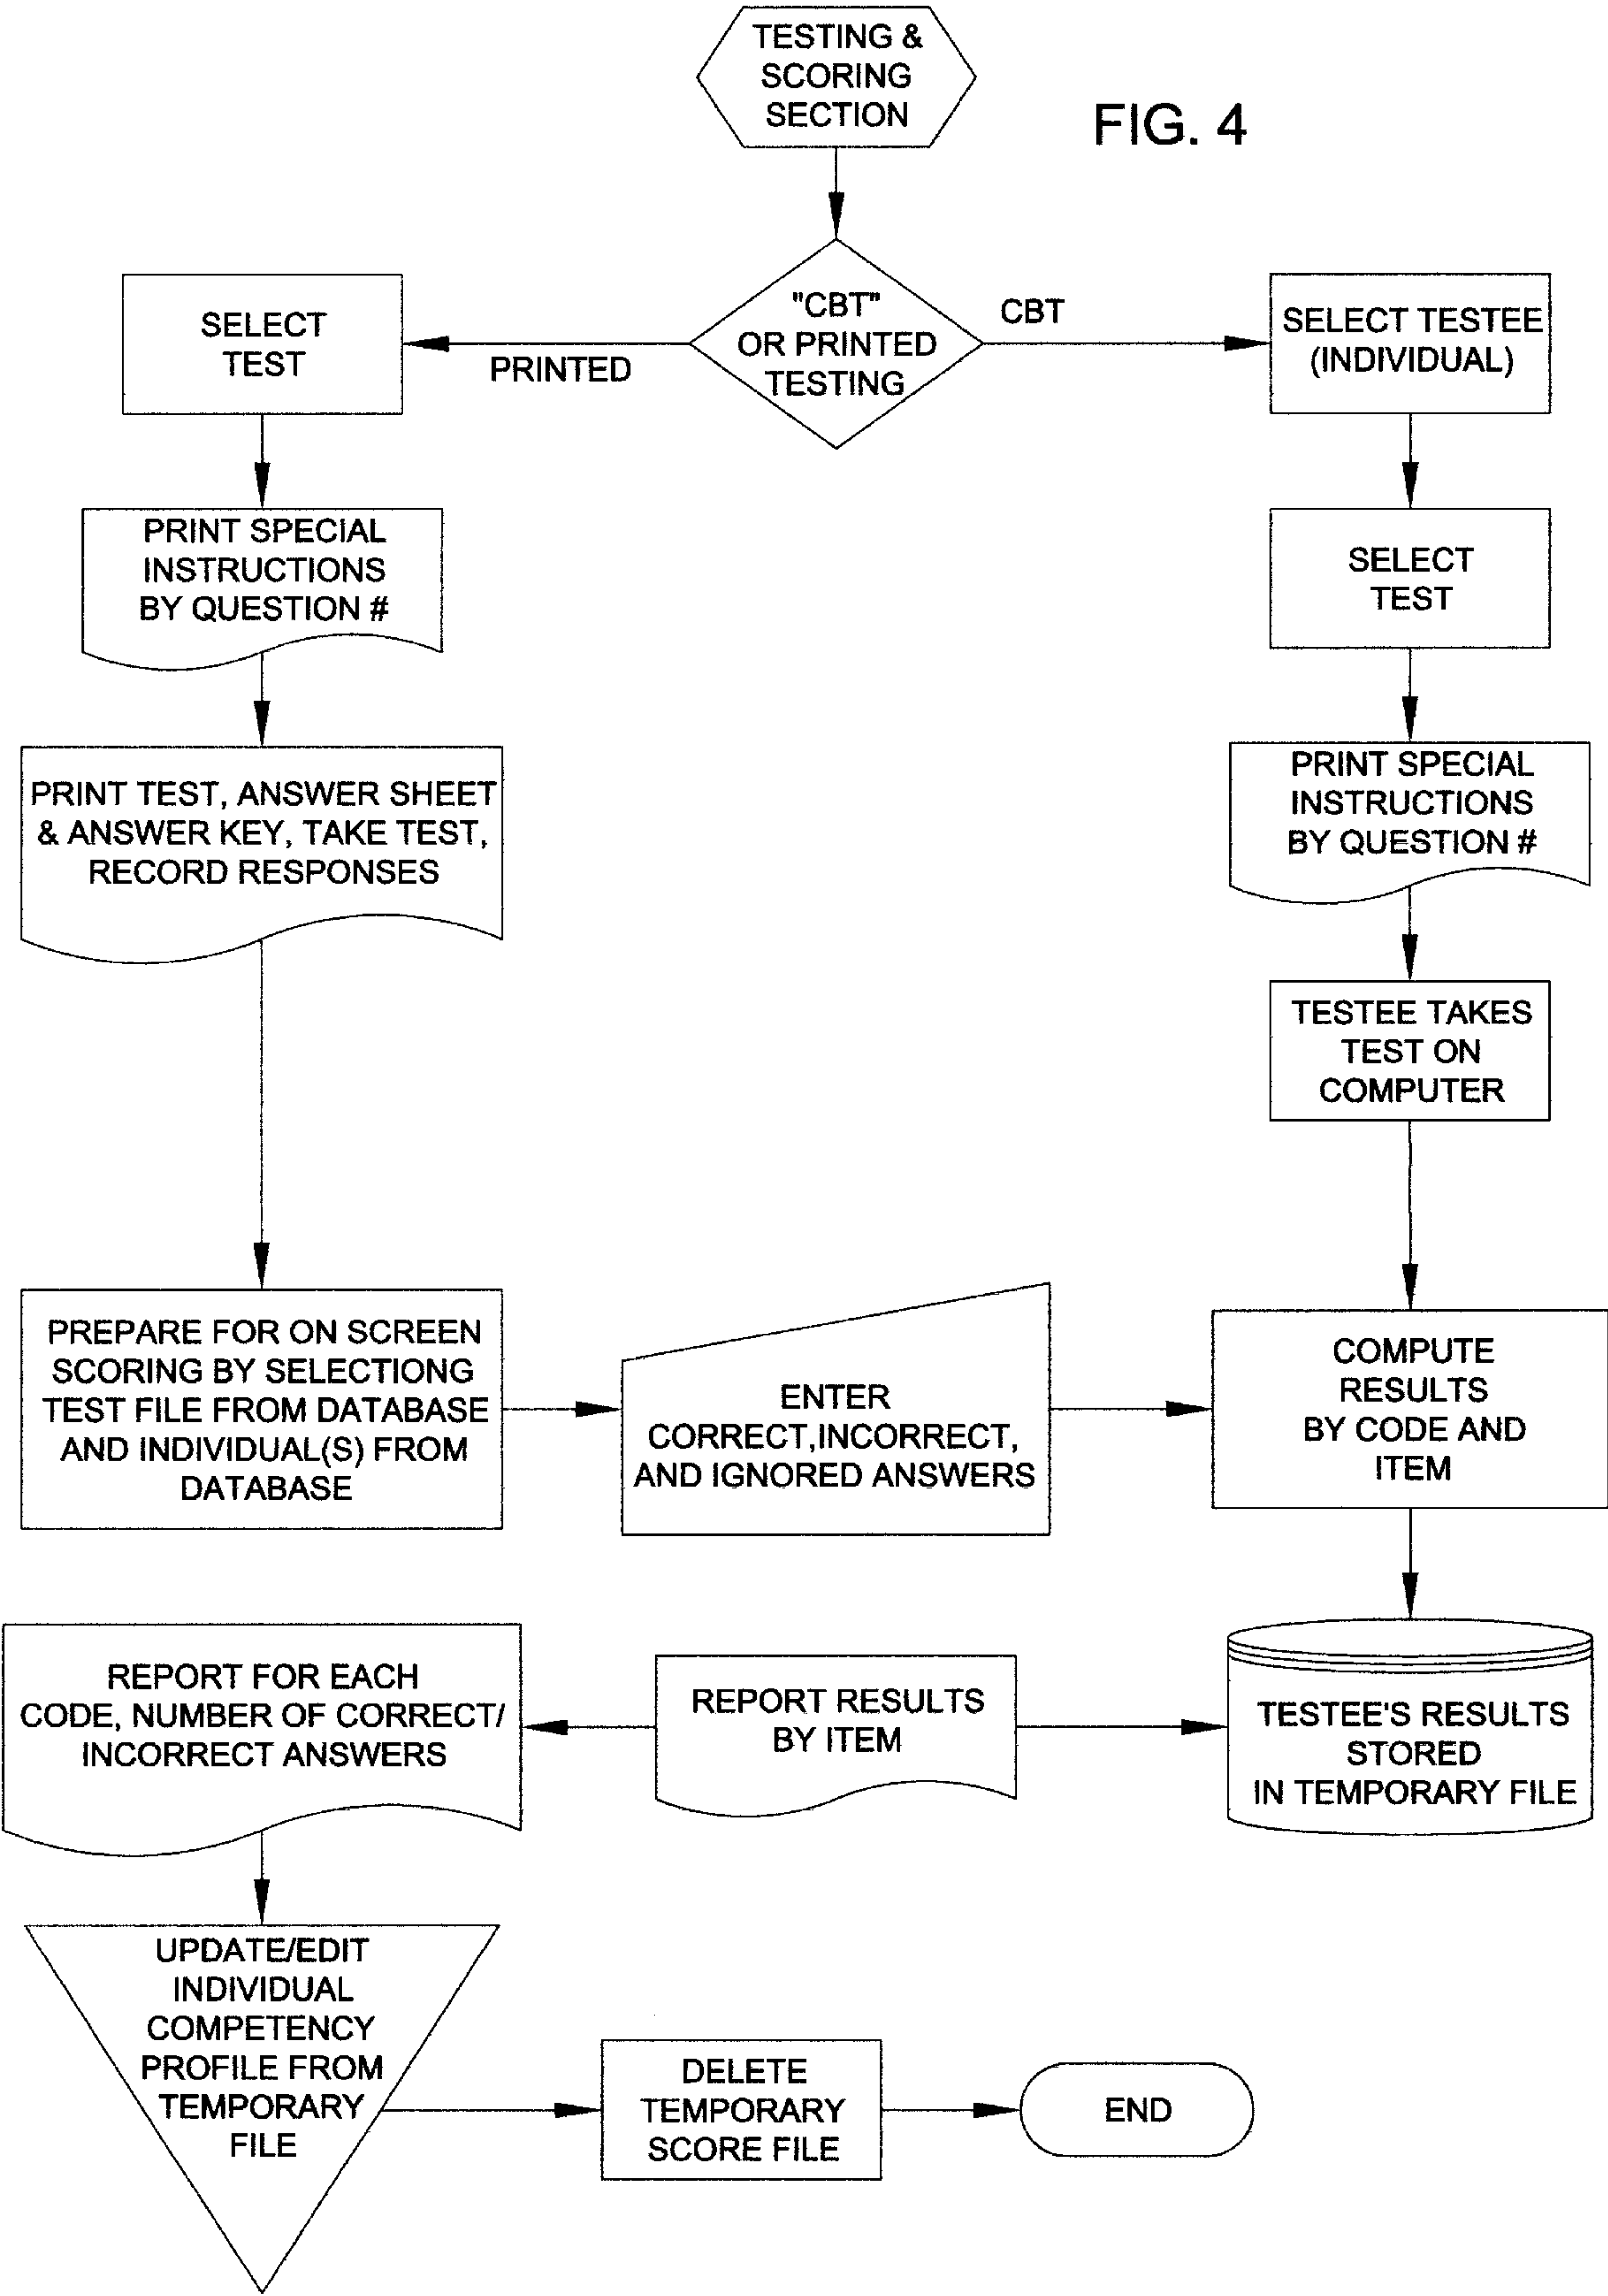 TESTING &
SCORING
SECTION
FIG. 4
"CBT"
OR PRINTED
TESTING
PRINTED
CBT
SELECT
TEST
SELECT TESTEE
(INDIVIDUAL)
PRINT SPECIAL
INSTRUCTIONS
BY QUESTION #
SELECT
TEST
PRINT TEST, ANSWER SHEET
& ANSWER KEY, TAKE TEST,
RECORD RESPONSES
PRINT SPECIAL
INSTRUCTIONS
BY QUESTION #
TESTEE TAKES
TEST ON
COMPUTER
PREPARE FOR ON SCREEN
SCORING BY SELECTIONG
TEST FILE FROM DATABASE
AND INDIVIDUAL(S) FROM
DATABASE
ENTER
CORRECT,INCORRECT,
AND IGNORED ANSWERS
COMPUTE
RESULTS
BY CODE AND
ITEM
REPORT FOR EACH
CODE, NUMBER OF CORRECT/
INCORRECT ANSWERS
REPORT RESULTS
BY ITEM
TESTEE'S RESULTS
STORED
IN TEMPORARY FILE
UPDATE/EDIT
INDIVIDUAL
COMPETENCY
PROFILE FROM
TEMPORARY
FILE
DELETE
TEMPORARY
SCORE FILE
END